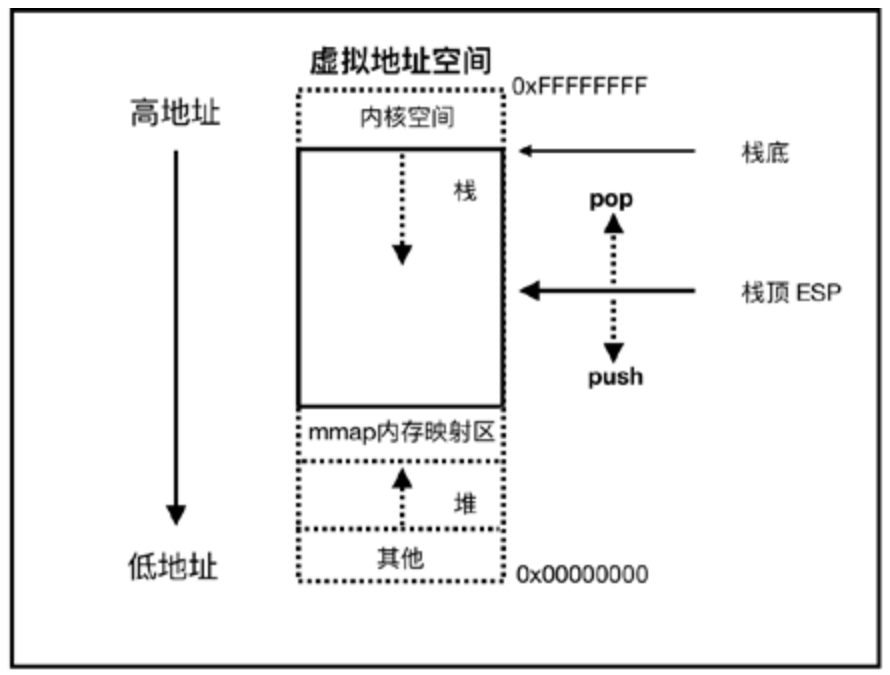 虚拟地址空间
0xFFFFFFFF
高地址
内核空间
栈底
栈
pop
栈顶 ESP
push
mmap内存映射区
堆
其他
低地址
0x00000000